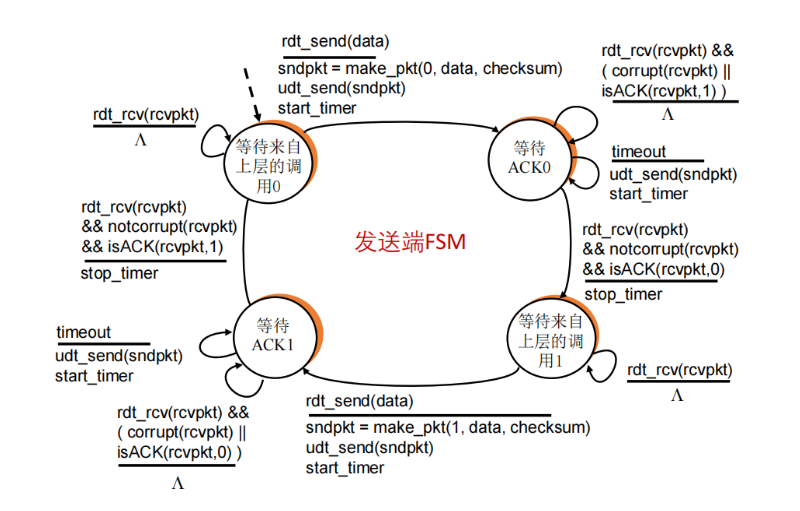 rdt_send(data)
sndpkt = make_pkt(0, data, checksum)
udt_send(sndpkt)
start_timer
rdt_rcv(rcvpkt) &&
( corrupt(rcvpkt) ||
isACK(rcvpkt,1) )
Λ
rdt_rcv(rcvpkt)
Λ
等待来自
上层的调
用0
等待
ACK0
timeout
udt_send(sndpkt)
start_timer
rdt_rcv(rcvpkt)
&& notcorrupt(rcvpkt)
&& isACK(rcvpkt,1)
stop_timer
发送端FSM
rdt_rcv(rcvpkt)
&& notcorrupt(rcvpkt)
&& isACK(rcvpkt,0)
stop_timer
timeout
udt_send(sndpkt)
start_timer
等待
ACK1
等待来自
上层的调
用1
rdt_rcv(rcvpkt)
Λ
rdt_rcv(rcvpkt) &&
( corrupt(rcvpkt) ||
isACK(rcvpkt,0) )
Λ
rdt_send(data)
sndpkt = make_pkt(1, data, checksum)
udt_send(sndpkt)
start_timer